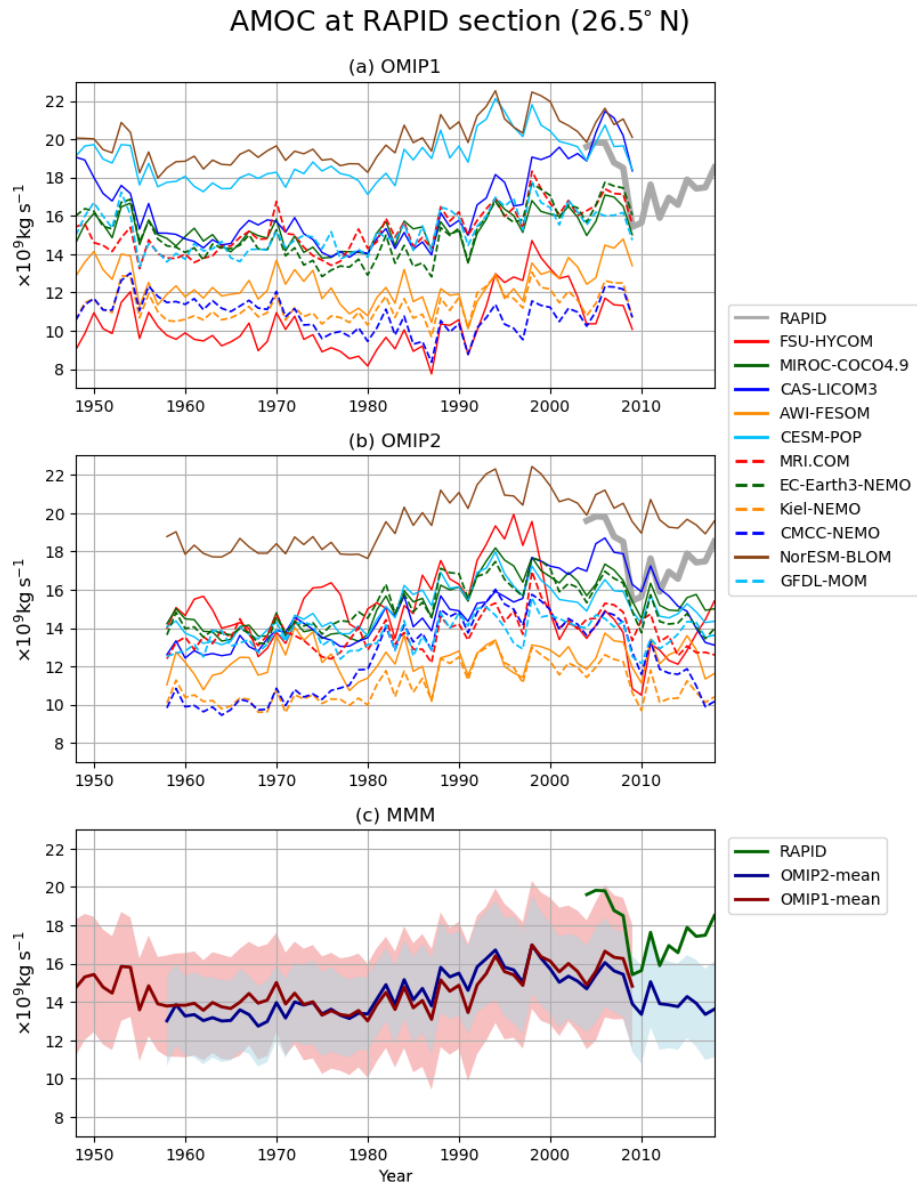 AMOC at RAPID section (26.5° N)
(a) OMIP1
22
20
18
16
14
12
10
8
×10⁹kg s⁻¹
1950 1960 1970 1980 1990 2000 2010
RAPID
FSU-HYCOM
MIROC-COCO4.9
CAS-LICOM3
AWI-FESOM
CESM-POP
MRI.COM
EC-Earth3-NEMO
Kiel-NEMO
CMCC-NEMO
NorESM-BLOM
GFDL-MOM
(b) OMIP2
22
20
18
16
14
12
10
8
×10⁹kg s⁻¹
1950 1960 1970 1980 1990 2000 2010
(c) MMM
22
20
18
16
14
12
10
8
×10⁹kg s⁻¹
1950 1960 1970 1980 1990 2000 2010
Year
RAPID
OMIP2-mean
OMIP1-mean